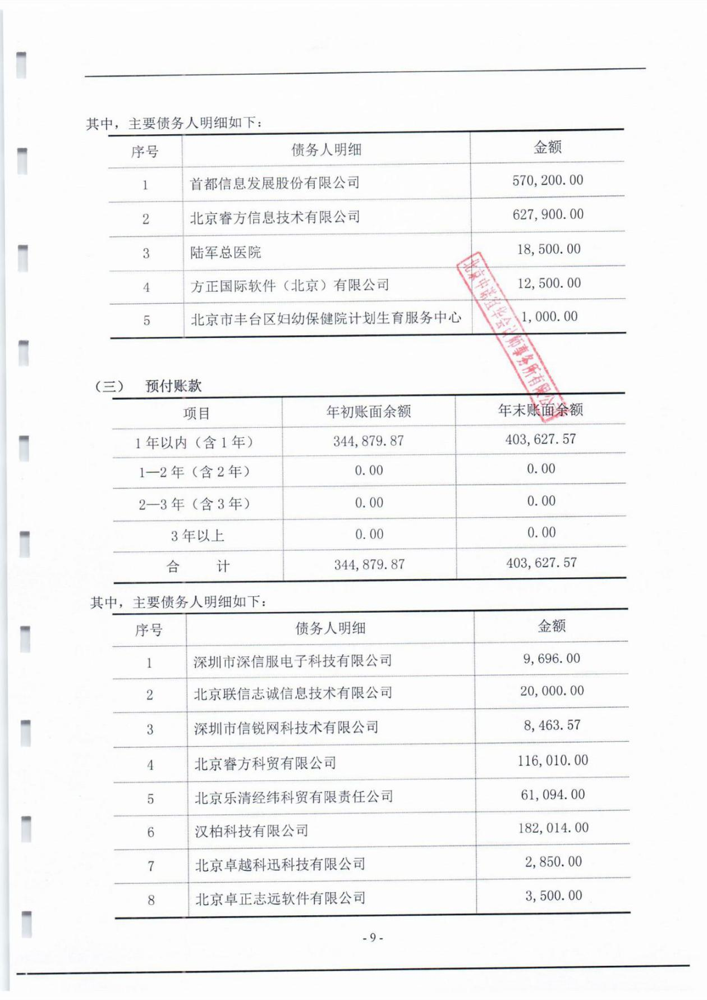 其中，主要债务人明细如下：
序号 债务人明细 金额
1 首都信息发展股份有限公司 570,200.00
2 北京睿方信息技术有限公司 627,900.00
3 陆军总医院 18,500.00
4 方正国际软件（北京）有限公司 12,500.00
5 北京市丰台区妇幼保健院计划生育服务中心 1,000.00
（三） 预付账款
项目 年初账面余额 年末账面余额
1年以内（含1年） 344,879.87 403,627.57
1—2年（含2年） 0.00 0.00
2—3年（含3年） 0.00 0.00
3年以上 0.00 0.00
合 计 344,879.87 403,627.57
其中，主要债务人明细如下：
序号 债务人明细 金额
1 深圳市深信服电子科技有限公司 9,696.00
2 北京联信志诚信息技术有限公司 20,000.00
3 深圳市信锐网科技术有限公司 8,463.57
4 北京睿方科贸有限公司 116,010.00
5 北京乐清经纬科贸有限责任公司 61,094.00
6 汉柏科技有限公司 182,014.00
7 北京卓越科迅科技有限公司 2,850.00
8 北京卓正志远软件有限公司 3,500.00
-9-